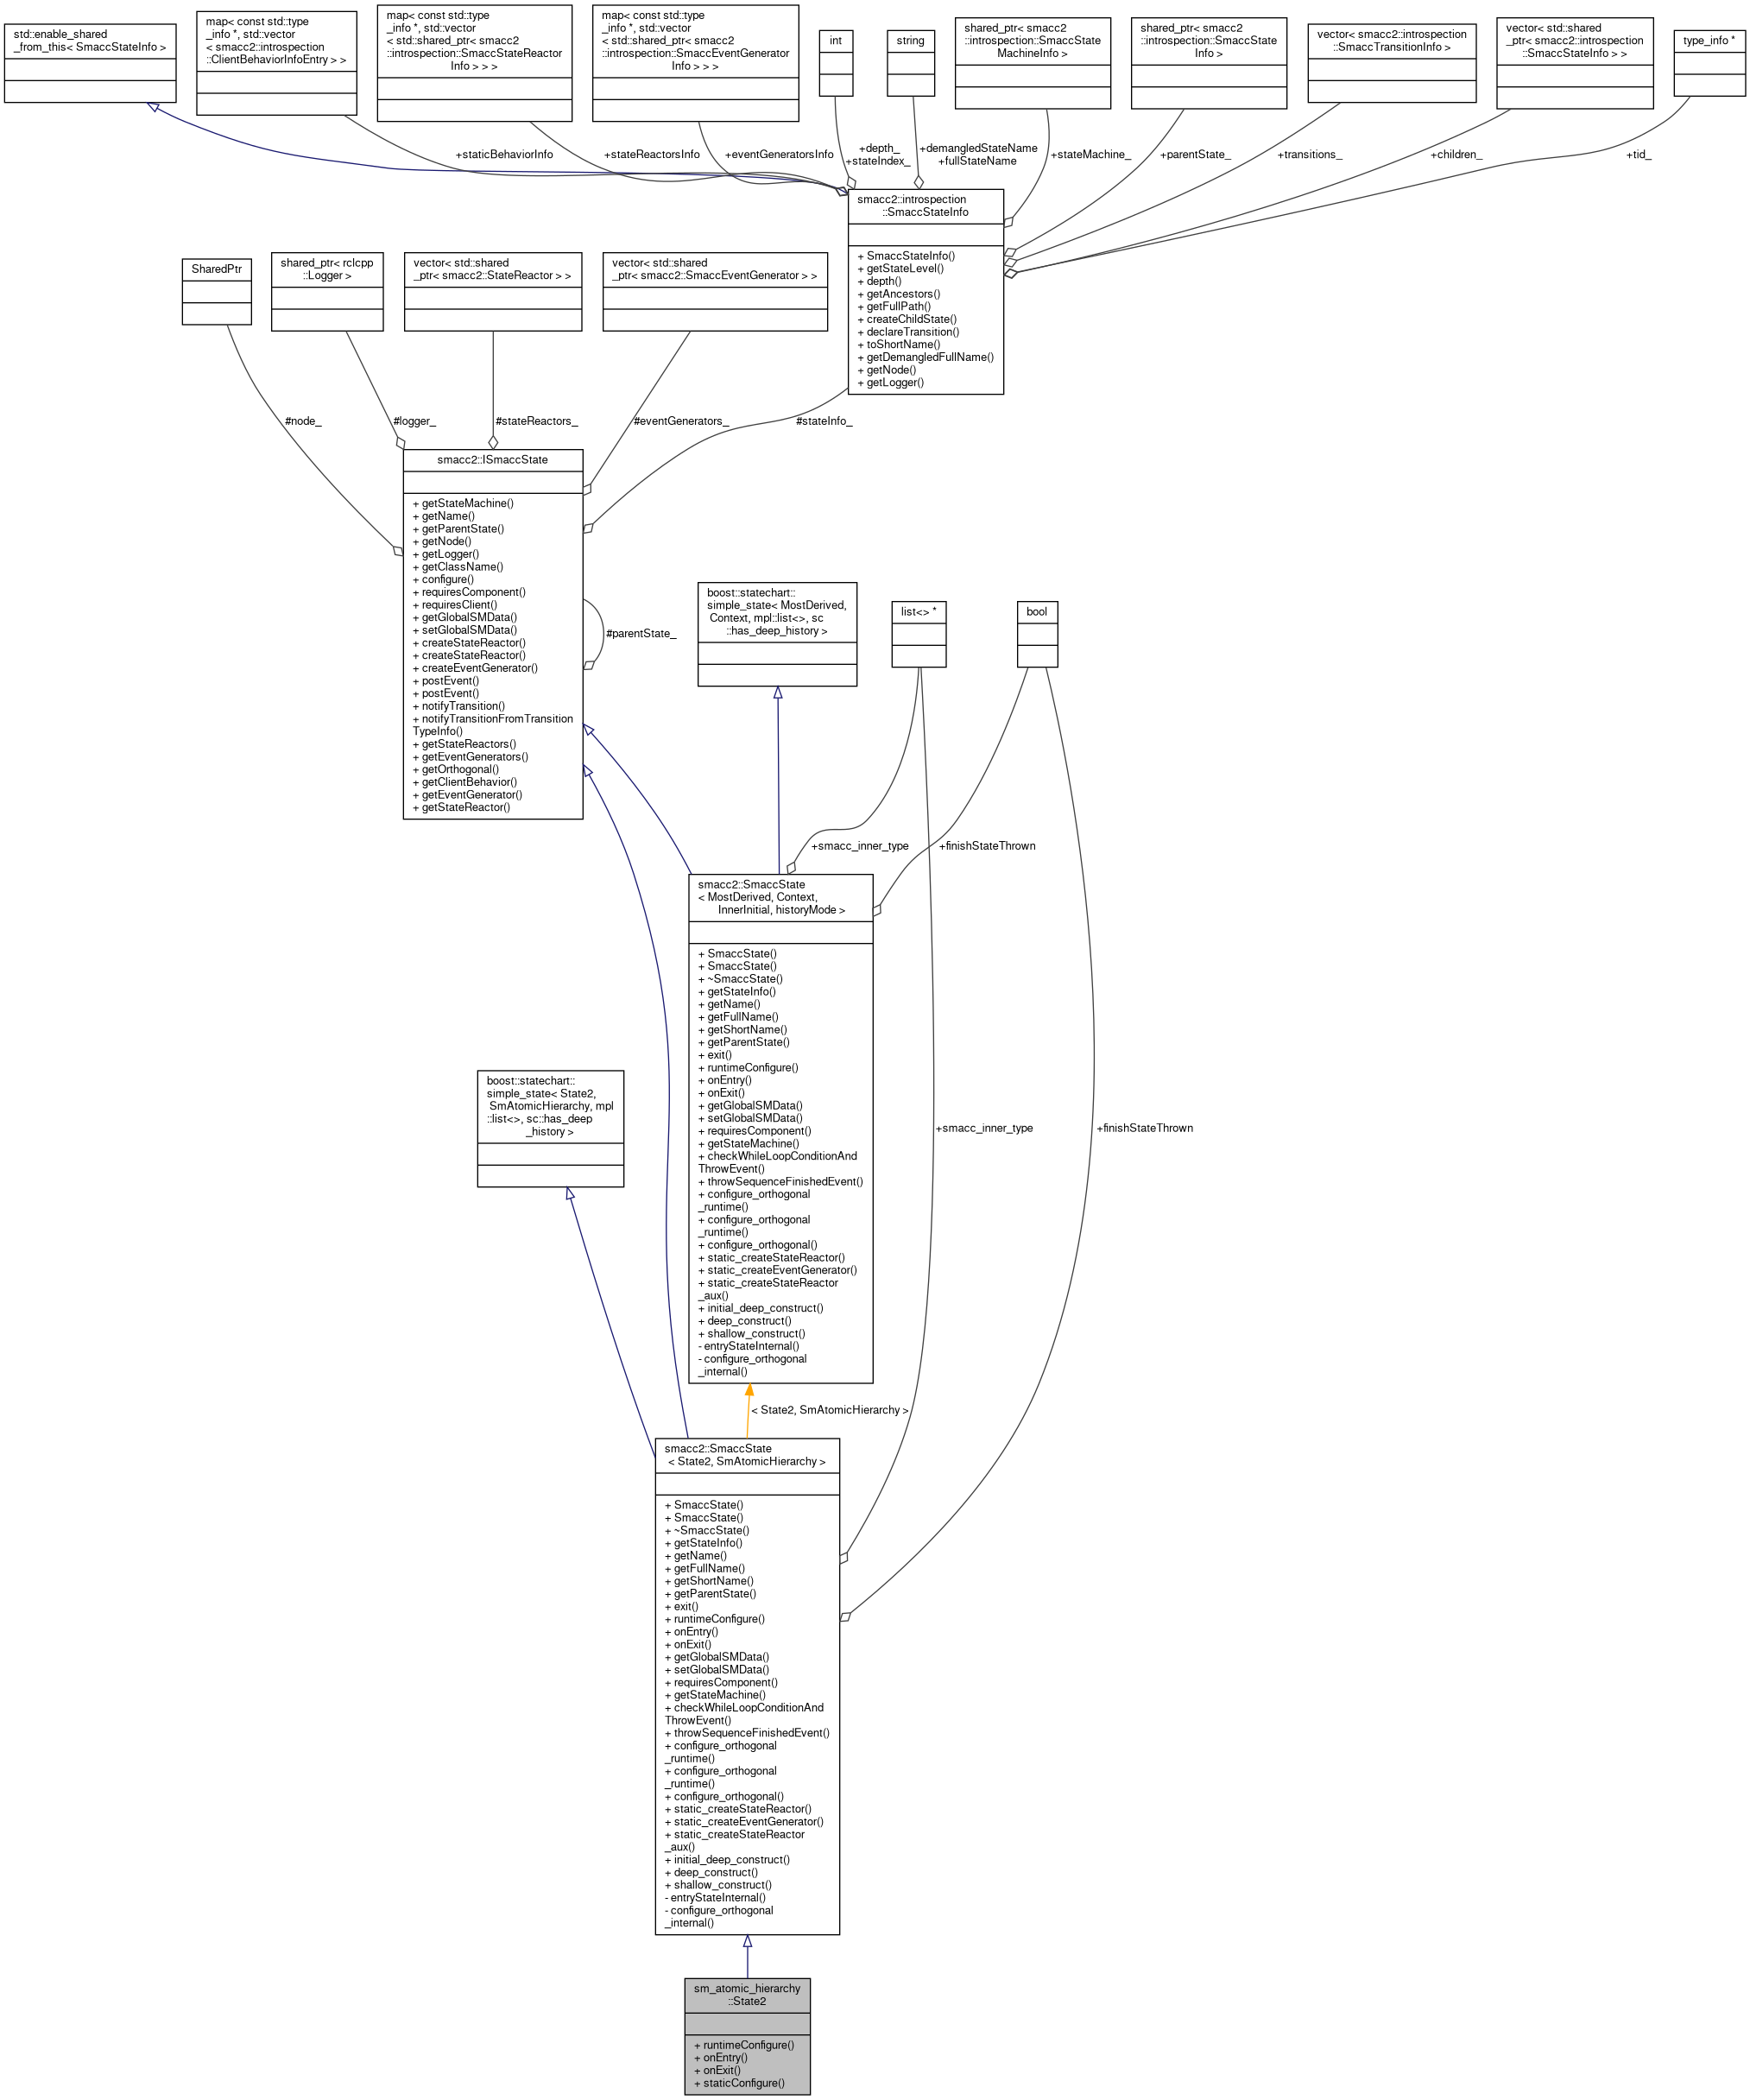 std::enable_shared
_from_this< SmaccStateInfo >
map< const std::type
_info *, std::vector
< smacc2::introspection
::ClientBehaviorInfoEntry > >
map< const std::type
_info *, std::vector
< std::shared_ptr< smacc2
::introspection::SmaccStateReactor
Info > > >
map< const std::type
_info *, std::vector
< std::shared_ptr< smacc2
::introspection::SmaccEventGenerator
Info > > >
int
string
shared_ptr< smacc2
::introspection::SmaccState
MachineInfo >
shared_ptr< smacc2
::introspection::SmaccState
Info >
vector< smacc2::introspection
::SmaccTransitionInfo >
vector< std::shared
_ptr< smacc2::introspection
::SmaccStateInfo > >
type_info *
+staticBehaviorInfo
+stateReactorsInfo
+eventGeneratorsInfo
+depth_
+stateIndex_
+demangledStateName
+fullStateName
+stateMachine_
+parentState_
+transitions_
+children_
+tid_
smacc2::introspection
::SmaccStateInfo
+ SmaccStateInfo()
+ getStateLevel()
+ depth()
+ getAncestors()
+ getFullPath()
+ createChildState()
+ declareTransition()
+ toShortName()
+ getDemangledFullName()
+ getNode()
+ getLogger()
SharedPtr
shared_ptr< rclcpp
::Logger >
vector< std::shared
_ptr< smacc2::StateReactor > >
vector< std::shared
_ptr< smacc2::SmaccEventGenerator > >
#node_
#logger_
#stateReactors_
#eventGenerators_
#stateInfo_
smacc2::ISmaccState
+ getStateMachine()
+ getName()
+ getParentState()
+ getNode()
+ getLogger()
+ getClassName()
+ configure()
+ requiresComponent()
+ requiresClient()
+ getGlobalSMData()
+ setGlobalSMData()
+ createStateReactor()
+ createStateReactor()
+ createEventGenerator()
+ postEvent()
+ postEvent()
+ notifyTransition()
+ notifyTransitionFromTransition
TypeInfo()
+ getStateReactors()
+ getEventGenerators()
+ getOrthogonal()
+ getClientBehavior()
+ getEventGenerator()
+ getStateReactor()
#parentState_
boost::statechart::
simple_state< MostDerived,
Context, mpl::list<>, sc
::has_deep_history >
list<> *
bool
+smacc_inner_type
+finishStateThrown
smacc2::SmaccState
< MostDerived, Context,
InnerInitial, historyMode >
+ SmaccState()
+ SmaccState()
+ ~SmaccState()
+ getStateInfo()
+ getName()
+ getFullName()
+ getShortName()
+ getParentState()
+ exit()
+ runtimeConfigure()
+ onEntry()
+ onExit()
+ getGlobalSMData()
+ setGlobalSMData()
+ requiresComponent()
+ getStateMachine()
+ checkWhileLoopConditionAnd
ThrowEvent()
+ throwSequenceFinishedEvent()
+ configure_orthogonal
_runtime()
+ configure_orthogonal
_runtime()
+ configure_orthogonal()
+ static_createStateReactor()
+ static_createEventGenerator()
+ static_createStateReactor
_aux()
+ initial_deep_construct()
+ deep_construct()
+ shallow_construct()
- entryStateInternal()
- configure_orthogonal
_internal()
boost::statechart::
simple_state< State2,
SmAtomicHierarchy, mpl
::list<>, sc::has_deep
_history >
+smacc_inner_type
+finishStateThrown
< State2, SmAtomicHierarchy >
smacc2::SmaccState
< State2, SmAtomicHierarchy >
+ SmaccState()
+ SmaccState()
+ ~SmaccState()
+ getStateInfo()
+ getName()
+ getFullName()
+ getShortName()
+ getParentState()
+ exit()
+ runtimeConfigure()
+ onEntry()
+ onExit()
+ getGlobalSMData()
+ setGlobalSMData()
+ requiresComponent()
+ getStateMachine()
+ checkWhileLoopConditionAnd
ThrowEvent()
+ throwSequenceFinishedEvent()
+ configure_orthogonal
_runtime()
+ configure_orthogonal
_runtime()
+ configure_orthogonal()
+ static_createStateReactor()
+ static_createEventGenerator()
+ static_createStateReactor
_aux()
+ initial_deep_construct()
+ deep_construct()
+ shallow_construct()
- entryStateInternal()
- configure_orthogonal
_internal()
sm_atomic_hierarchy
::State2
+ runtimeConfigure()
+ onEntry()
+ onExit()
+ staticConfigure()